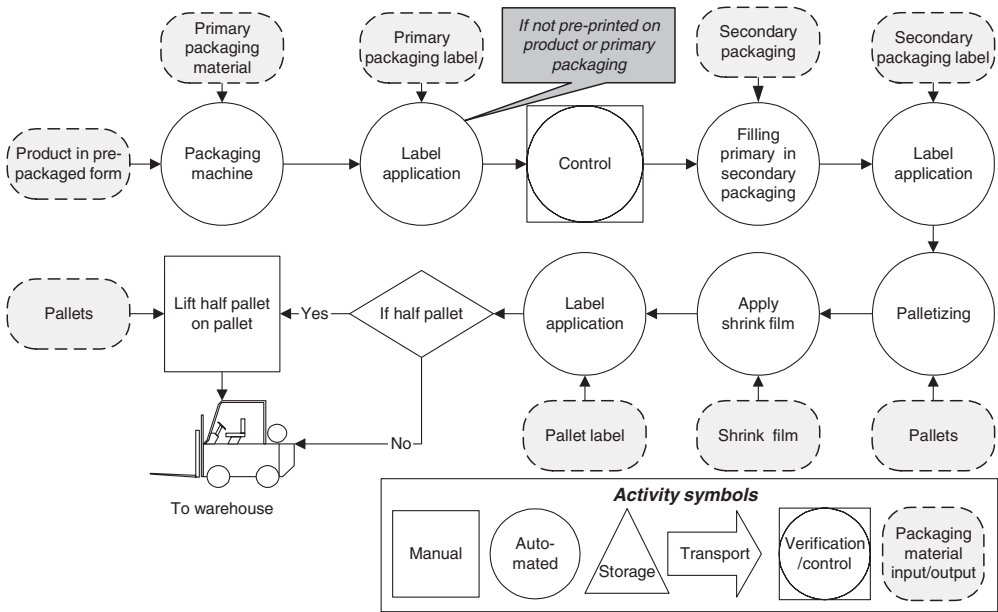 Primary
packaging
material
Primary
packaging label
If not pre-printed on
product or primary
packaging
Secondary
packaging
Secondary
packaging label
Product in pre-
packaged form
Packaging
machine
Label
application
Control
Filling
primary in
secondary
packaging
Label
application
Pallets
Lift half pallet
on pallet
Yes
If half pallet
Label
application
Apply
shrink film
Palletizing
No
Pallet label
Shrink film
Pallets
To warehouse
Activity symbols
Manual
Auto-
mated
Storage
Transport
Verification
/control
Packaging
material
input/output